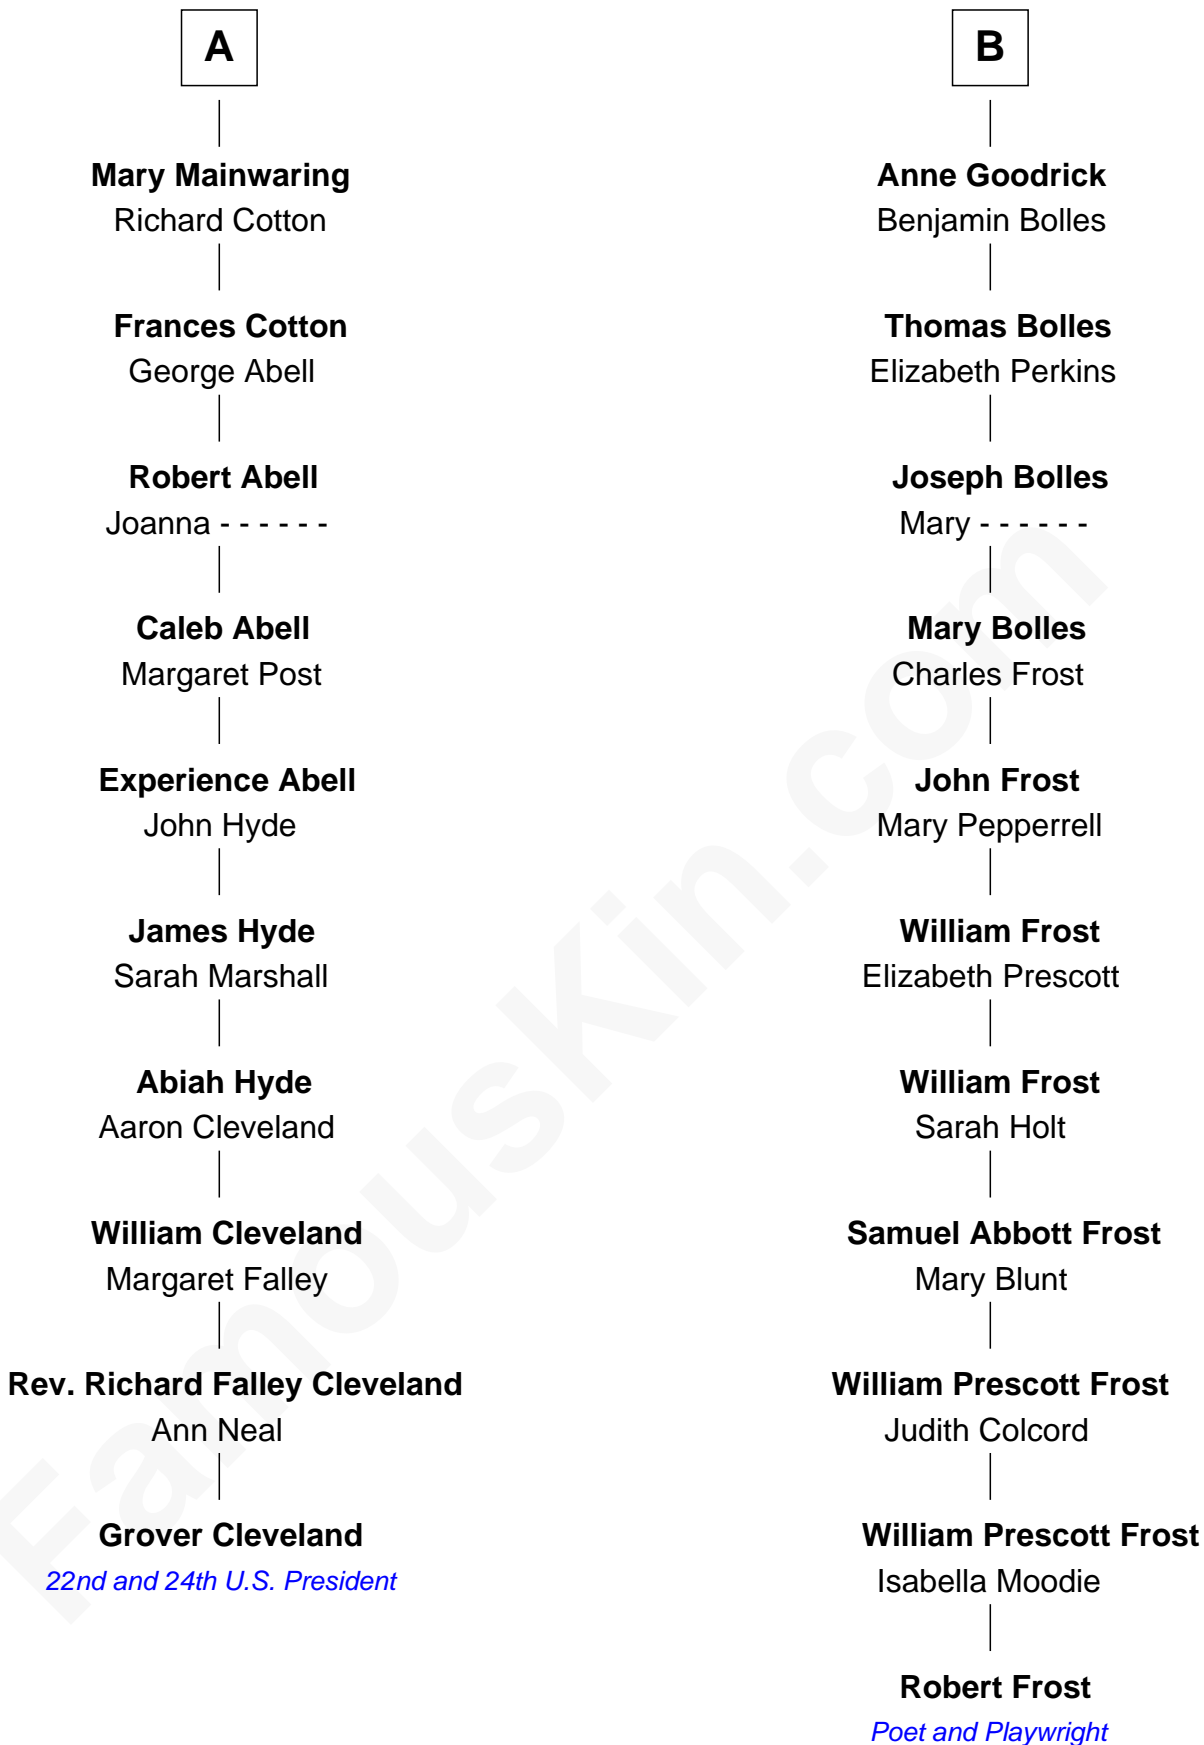 A
Mary Mainwaring
Richard Cotton
Frances Cotton
George Abell
Robert Abell
Joanna - - - - - -
Caleb Abell
Margaret Post
Experience Abell
John Hyde
James Hyde
Sarah Marshall
Abiah Hyde
Aaron Cleveland
William Cleveland
Margaret Falley
Rev. Richard Falley Cleveland
Ann Neal
Grover Cleveland
22nd and 24th U.S. President
B
Anne Goodrick
Benjamin Bolles
Thomas Bolles
Elizabeth Perkins
Joseph Bolles
Mary - - - - - -
Mary Bolles
Charles Frost
John Frost
Mary Pepperrell
William Frost
Elizabeth Prescott
William Frost
Sarah Holt
Samuel Abbott Frost
Mary Blunt
William Prescott Frost
Judith Colcord
William Prescott Frost
Isabella Moodie
Robert Frost
Poet and Playwright
FamousKin.com